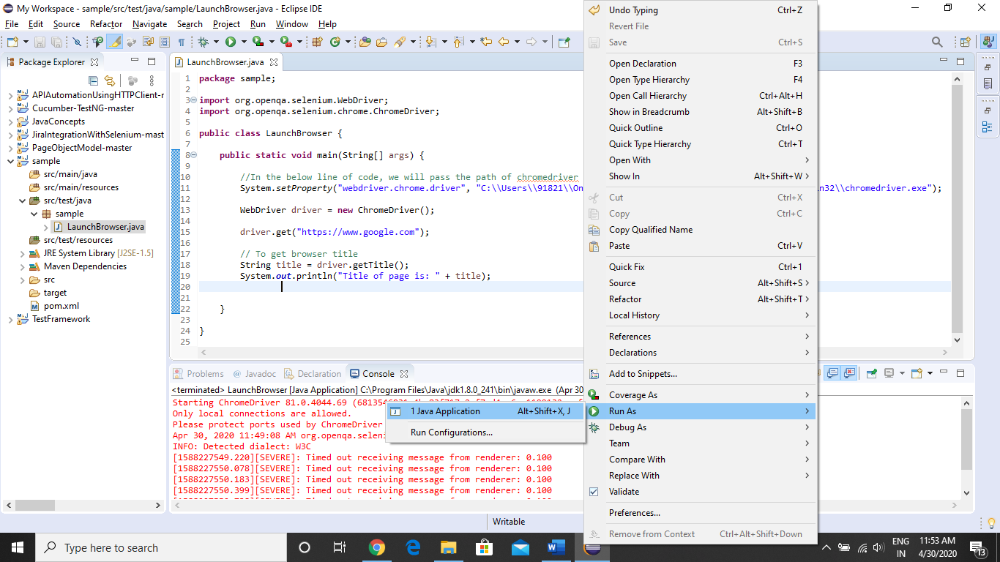 My Workspace - sample/src/test/java/sample/LaunchBrowser.java - Eclipse IDE
File Edit Source Refactor Navigate Search Project Run Window Help
Package Explorer
APIAutomationUsingHTTPClient-r
Cucumber-TestNG-master
JavaConcepts
JiraIntegrationWithSelenium-mast
PageObjectModel-master
sample
src/main/java
src/main/resources
src/test/java
sample
LaunchBrowser.java
src/test/resources
JRE System Library [J2SE-1.5]
Maven Dependencies
src
target
pom.xml
TestFramework
LaunchBrowser.java
1 package sample;
2
3 import org.openqa.selenium.WebDriver;
4 import org.openqa.selenium.chrome.ChromeDriver;
5
6 public class LaunchBrowser {
7
8 public static void main(String[] args) {
9
10 //In the below line of code, we will pass the path of chromedriver
11 System.setProperty("webdriver.chrome.driver", "C:\\Users\\91821\\On n32\\chromedriver.exe");
12
13 WebDriver driver = new ChromeDriver();
14
15 driver.get("https://www.google.com");
16
17 // To get browser title
18 String title = driver.getTitle();
19 System.out.println("Title of page is: " + title);
20
21
22 }
23
24 }
25
Problems @ Javadoc Declaration Console
<terminated> LaunchBrowser [Java Application] C:\Program Files\Java\jdk1.8.0_241\bin\javaw.exe (Apr 30
Starting ChromeDriver 81.0.4044.69
Only local connections are allowed.
Please protect ports used by ChromeDriver
Apr 30, 2020 11:49:08 AM org.openqa.seleni
INFO: Detected dialect: W3C
[1588227549.220][SEVERE]: Timed out receiving message from renderer: 0.100
[1588227550.078][SEVERE]: Timed out receiving message from renderer: 0.100
[1588227550.183][SEVERE]: Timed out receiving message from renderer: 0.100
[1588227550.399][SEVERE]: Timed out receiving message from renderer: 0.100
1 Java Application Alt+Shift+X, J
Run Configurations...
Undo Typing Ctrl+Z
Revert File
Save Ctrl+S
Open Declaration F3
Open Type Hierarchy F4
Open Call Hierarchy Ctrl+Alt+H
Show in Breadcrumb Alt+Shift+B
Quick Outline Ctrl+O
Quick Type Hierarchy Ctrl+T
Open With
Show In Alt+Shift+W
Cut Ctrl+X
Copy Ctrl+C
Copy Qualified Name
Paste Ctrl+V
Quick Fix Ctrl+1
Source Alt+Shift+S
Refactor Alt+Shift+T
Local History
References
Declarations
Add to Snippets...
Coverage As
Run As
Debug As
Team
Compare With
Replace With
Validate
Preferences...
Remove from Context Ctrl+Alt+Shift+Down
Writable
Type here to search
ENG
IN
11:53 AM
4/30/2020
13